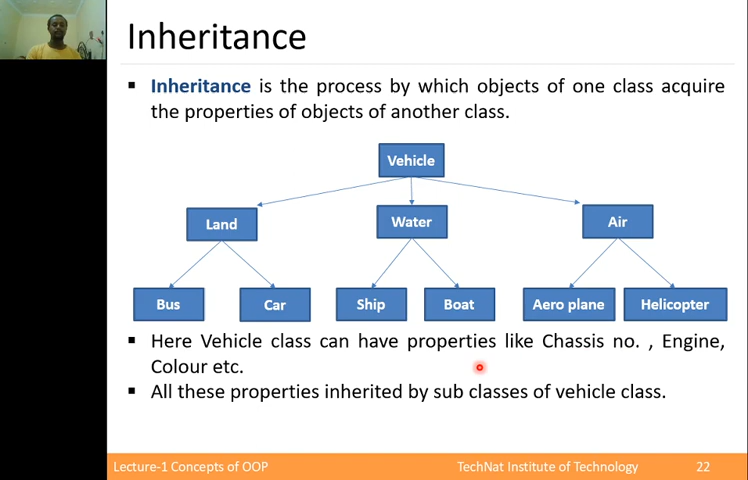 Inheritance
▪ Inheritance is the process by which objects of one class acquire
the properties of objects of another class.
Vehicle
Land Water Air
Bus Car Ship Boat Aero plane Helicopter
▪ Here Vehicle class can have properties like Chassis no. , Engine,
Colour etc.
▪ All these properties inherited by sub classes of vehicle class.
Lecture-1 Concepts of OOP TechNat Institute of Technology 22